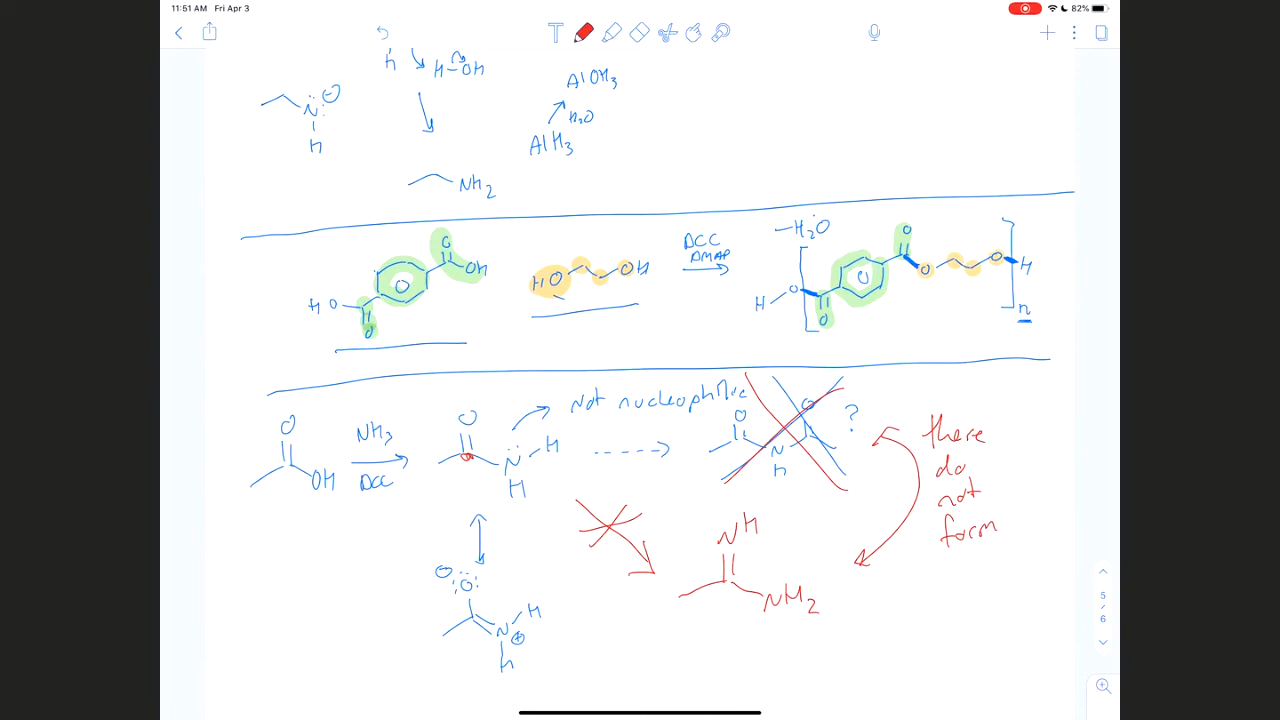 11:51 AM Fri Apr 3
82%
T
h
H-OH
AlOH3
N
H2O
h
AlH3
NH2
-H2O
O
OH
HO
OH
DCC
DMAP
O
O
O
H
HO
O
H
O
O
n
Not nucleophilic
O
NH3
DCC
OH
O
N
H
H
O
O
N
h
?
there
do
not
form
5
/
6
NH
NH2
O
N
H
h